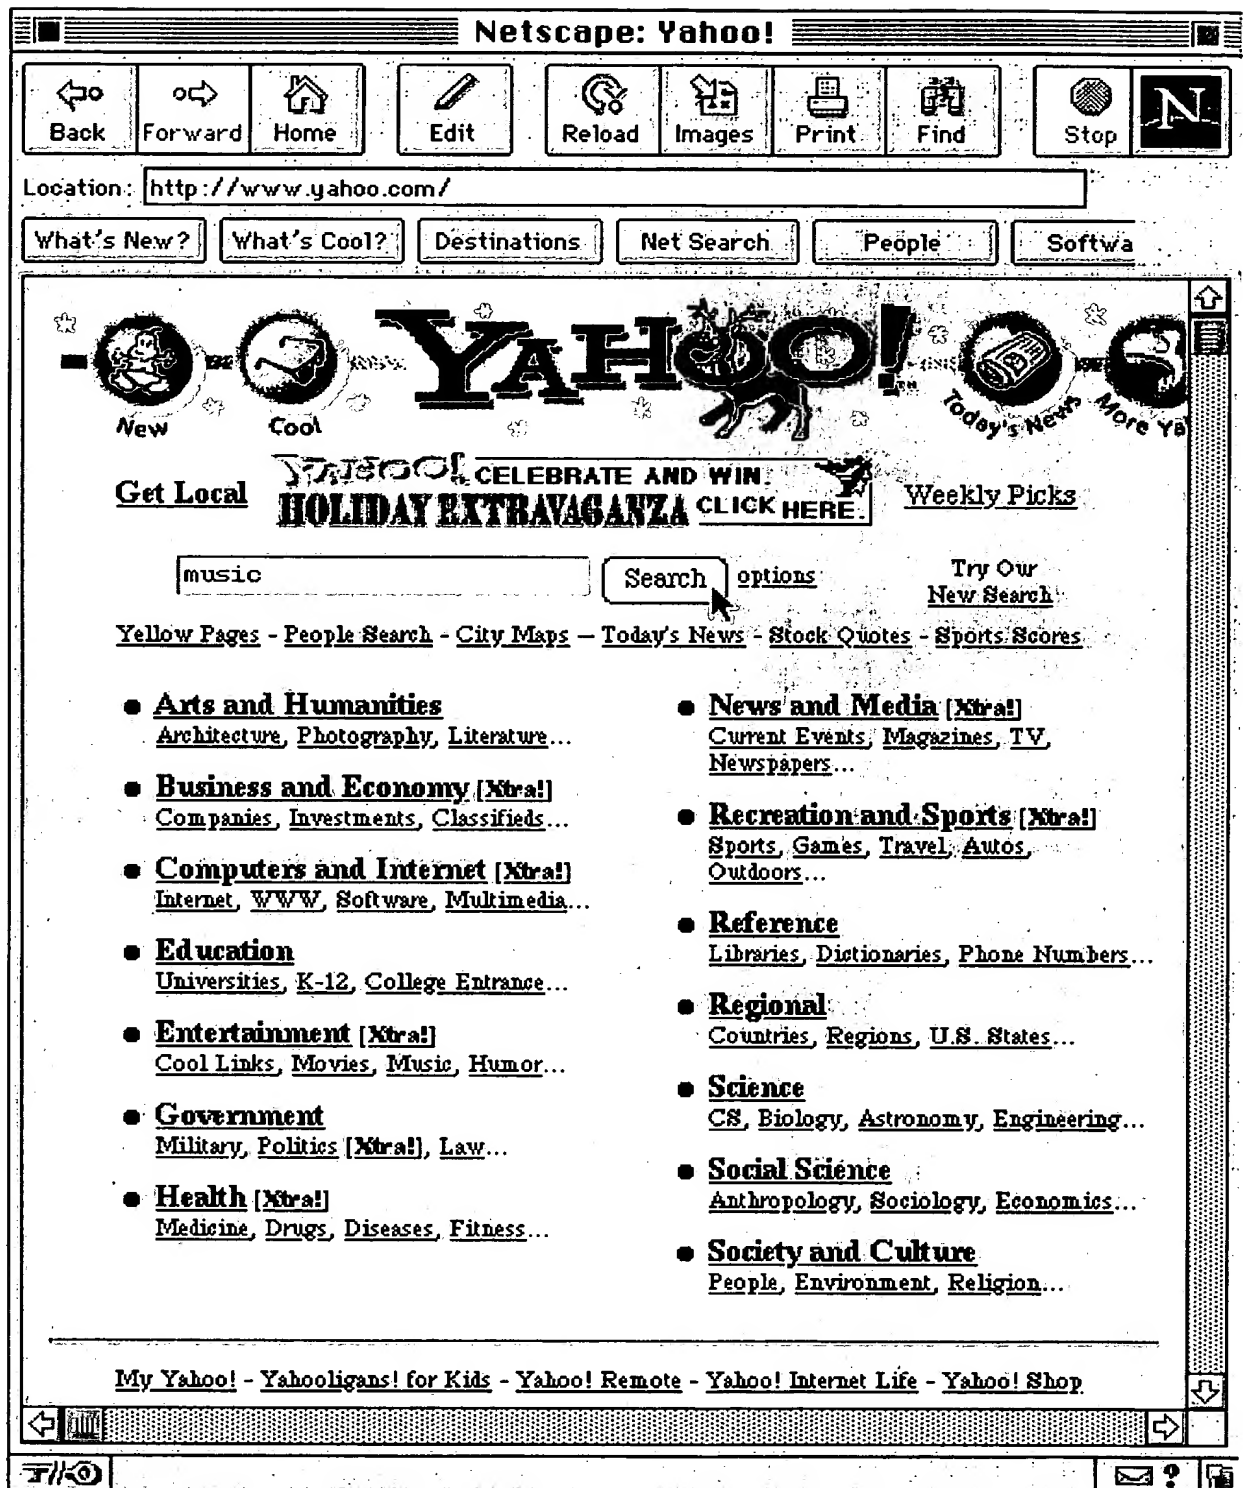 Netscape: Yahoo!
Back Forward Home Edit Reload Images Print Find Stop N
Location: http://www.yahoo.com/
What's New? What's Cool? Destinations Net Search People Softwa
YAHOO!
New Cool Today's News More Ya
Get Local YAHOO! CELEBRATE AND WIN. HOLIDAY EXTRAVAGANZA CLICK HERE. Weekly Picks
music Search options Try Our
New Search
Yellow Pages - People Search - City Maps — Today's News - Stock Quotes - Sports Scores
Arts and Humanities
Architecture, Photography, Literature...
Business and Economy [Xtra!]
Companies, Investments, Classifieds...
Computers and Internet [Xtra!]
Internet, WWW, Software, Multimedia...
Education
Universities, K-12, College Entrance...
Entertainment [Xtra!]
Cool Links, Movies, Music, Humor...
Government
Military, Politics [Xtra!], Law...
Health [Xtra!]
Medicine, Drugs, Diseases, Fitness...
News and Media [Xtra!]
Current Events, Magazines, TV,
Newspapers...
Recreation and Sports [Xtra!]
Sports, Games, Travel, Autos,
Outdoors...
Reference
Libraries, Dictionaries, Phone Numbers...
Regional
Countries, Regions, U.S. States...
Science
CS, Biology, Astronomy, Engineering...
Social Science
Anthropology, Sociology, Economics...
Society and Culture
People, Environment, Religion...
My Yahoo! - Yahooligans! for Kids - Yahoo! Remote - Yahoo! Internet Life - Yahoo! Shop